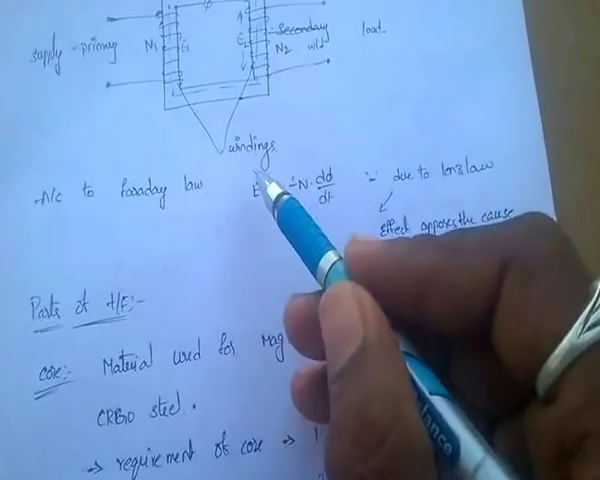 supply - primary N1 E1 E2 Secondary load.
N2 wld
windings
A/c to faraday law -N. dΦ/dt ∵ due to lenz law
Effect opposes the cause
Parts of t/f :-
core :- Material used for Mag
CRGO steel.
→ requirement of core →